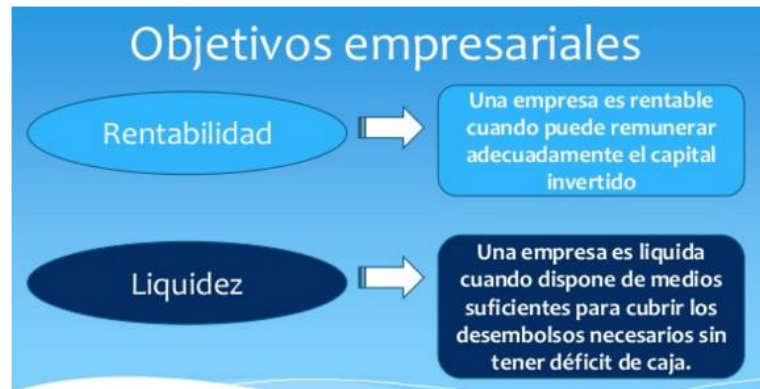 Objetivos empresariales
Rentabilidad
Una empresa es rentable
cuando puede remunerar
adecuadamente el capital
invertido
Liquidez
Una empresa es liquida
cuando dispone de medios
suficientes para cubrir los
desembolsos necesarios sin
tener déficit de caja.